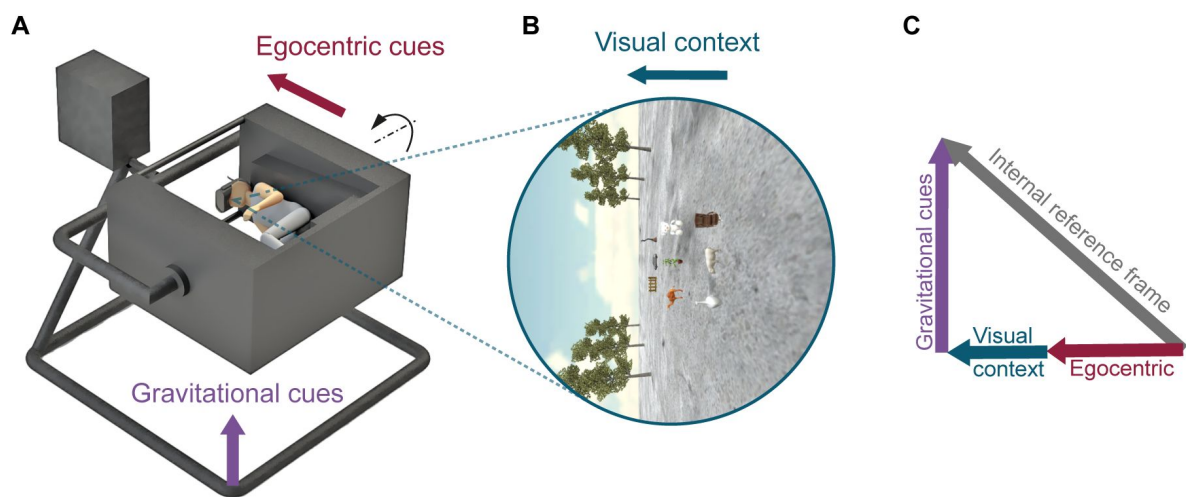 A
Egocentric cues
Gravitational cues
B
Visual context
C
Gravitational cues
Internal reference frame
Visual
context
Egocentric